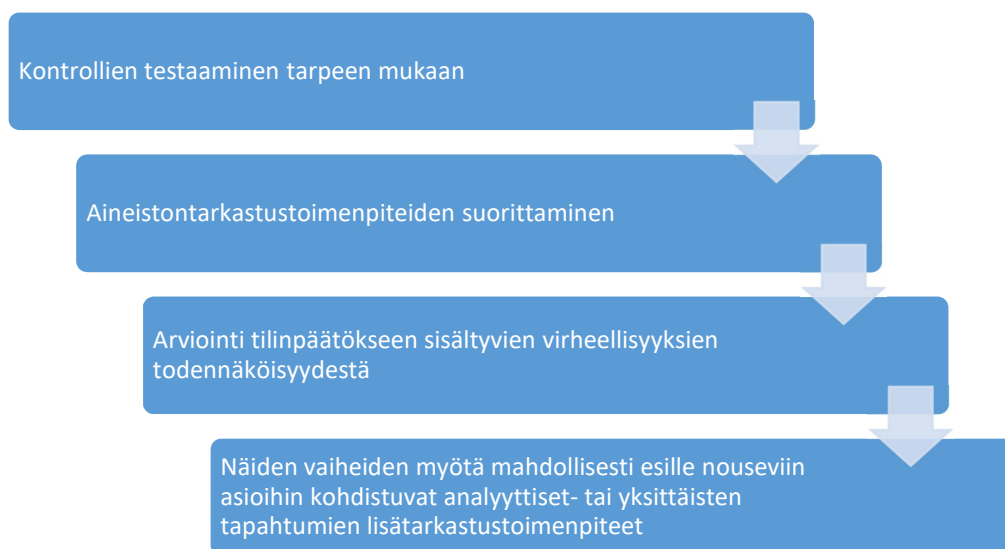 Kontrollien testaaminen tarpeen mukaan
Aineistontarkastustoimenpiteiden suorittaminen
Arviointi tilinpäätökseen sisältyvien virheellisyyksien
todennäköisyydestä
Näiden vaiheiden myötä mahdollisesti esille nouseviin
asioihin kohdistuvat analyyttiset- tai yksittäisten
tapahtumien lisätarkastustoimenpiteet